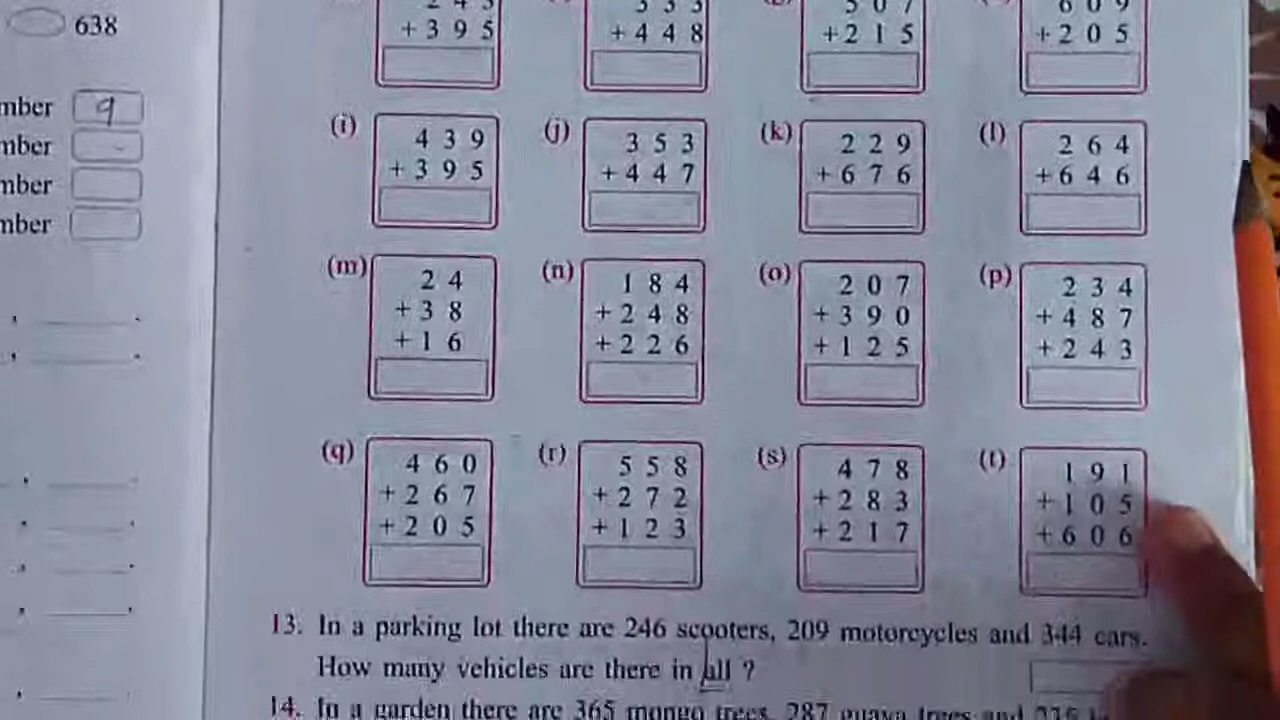 638
+ 3 9 5
+ 4 4 8
+ 2 1 5
+ 2 0 5
mber 9
mber
mber
mber
(i) 4 3 9
+ 3 9 5
(j) 3 5 3
+ 4 4 7
(k) 2 2 9
+ 6 7 6
(l) 2 6 4
+ 6 4 6
(m) 2 4
+ 3 8
+ 1 6
(n) 1 8 4
+ 2 4 8
+ 2 2 6
(o) 2 0 7
+ 3 9 0
+ 1 2 5
(p) 2 3 4
+ 4 8 7
+ 2 4 3
(q) 4 6 0
+ 2 6 7
+ 2 0 5
(r) 5 5 8
+ 2 7 2
+ 1 2 3
(s) 4 7 8
+ 2 8 3
+ 2 1 7
(t) 1 9 1
+ 1 0 5
+ 6 0 6
13. In a parking lot there are 246 scooters, 209 motorcycles and 344 cars.
How many vehicles are there in all ?
14. In a garden there are 365 mango trees, 287 guava trees and